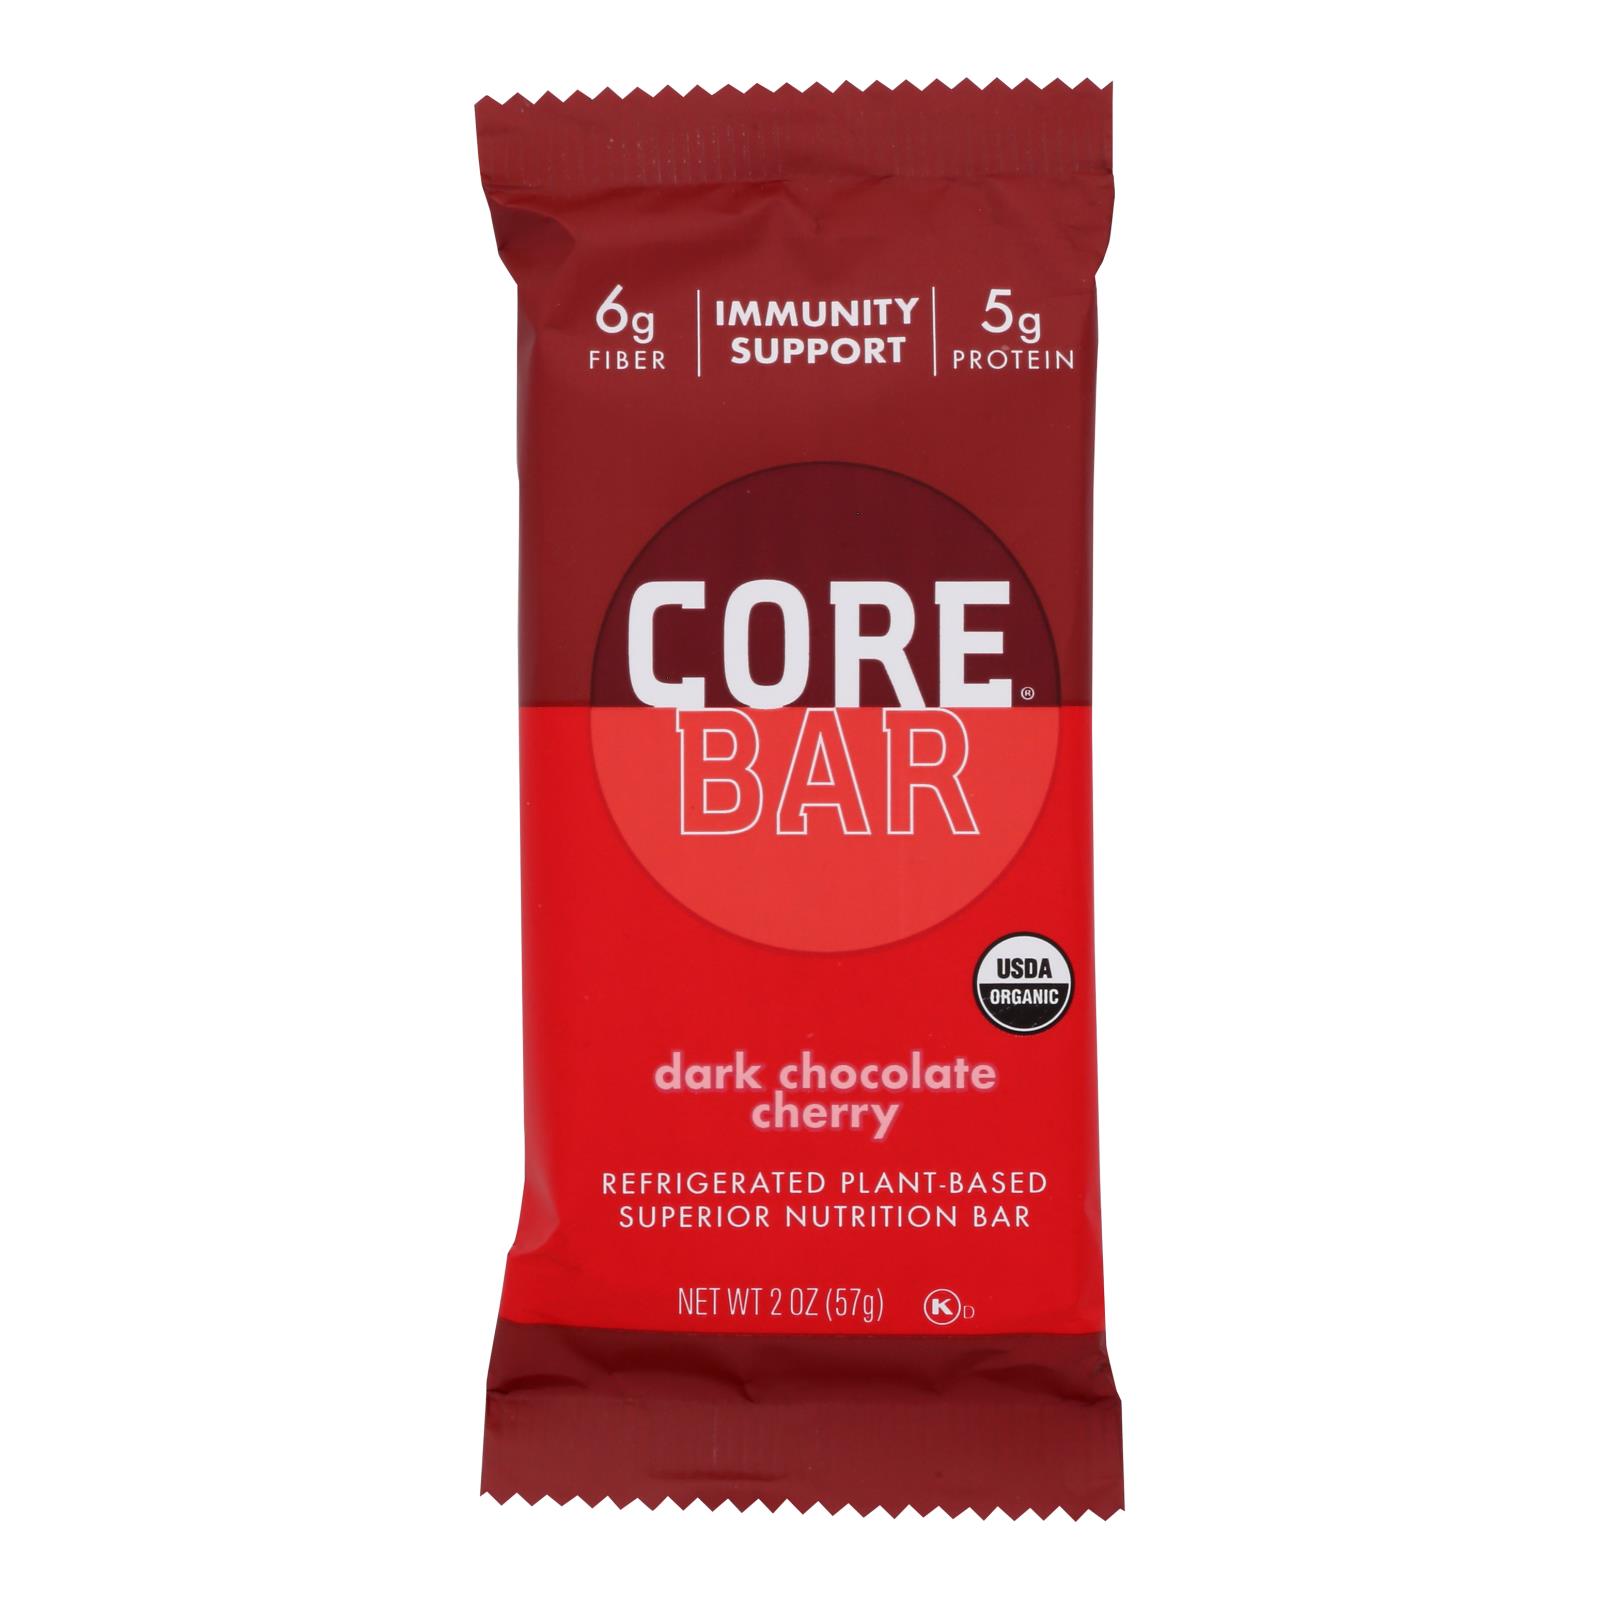 6g
FIBER
IMMUNITY
SUPPORT
5g
PROTEIN
CORE®
BAR
USDA
ORGANIC
dark chocolate
cherry
REFRIGERATED PLANT-BASED
SUPERIOR NUTRITION BAR
NET WT 2 OZ (57g)
K D